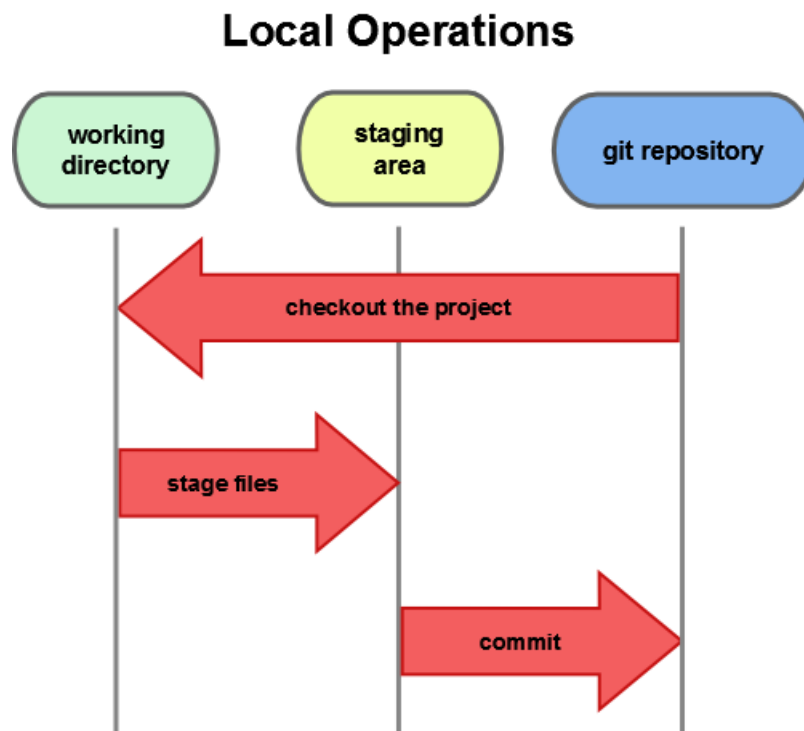 Local Operations
working
directory
staging
area
git repository
checkout the project
stage files
commit